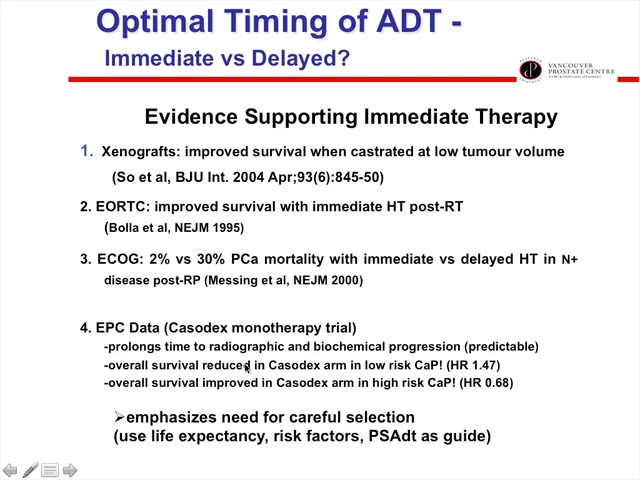 Optimal Timing of ADT -
Immediate vs Delayed?
VANCOUVER
PROSTATE CENTRE
Evidence Supporting Immediate Therapy
1. Xenografts: improved survival when castrated at low tumour volume
(So et al, BJU Int. 2004 Apr;93(6):845-50)
2. EORTC: improved survival with immediate HT post-RT
(Bolla et al, NEJM 1995)
3. ECOG: 2% vs 30% PCa mortality with immediate vs delayed HT in N+
disease post-RP (Messing et al, NEJM 2000)
4. EPC Data (Casodex monotherapy trial)
-prolongs time to radiographic and biochemical progression (predictable)
-overall survival reduced in Casodex arm in low risk CaP! (HR 1.47)
-overall survival improved in Casodex arm in high risk CaP! (HR 0.68)
➢emphasizes need for careful selection
(use life expectancy, risk factors, PSAdt as guide)